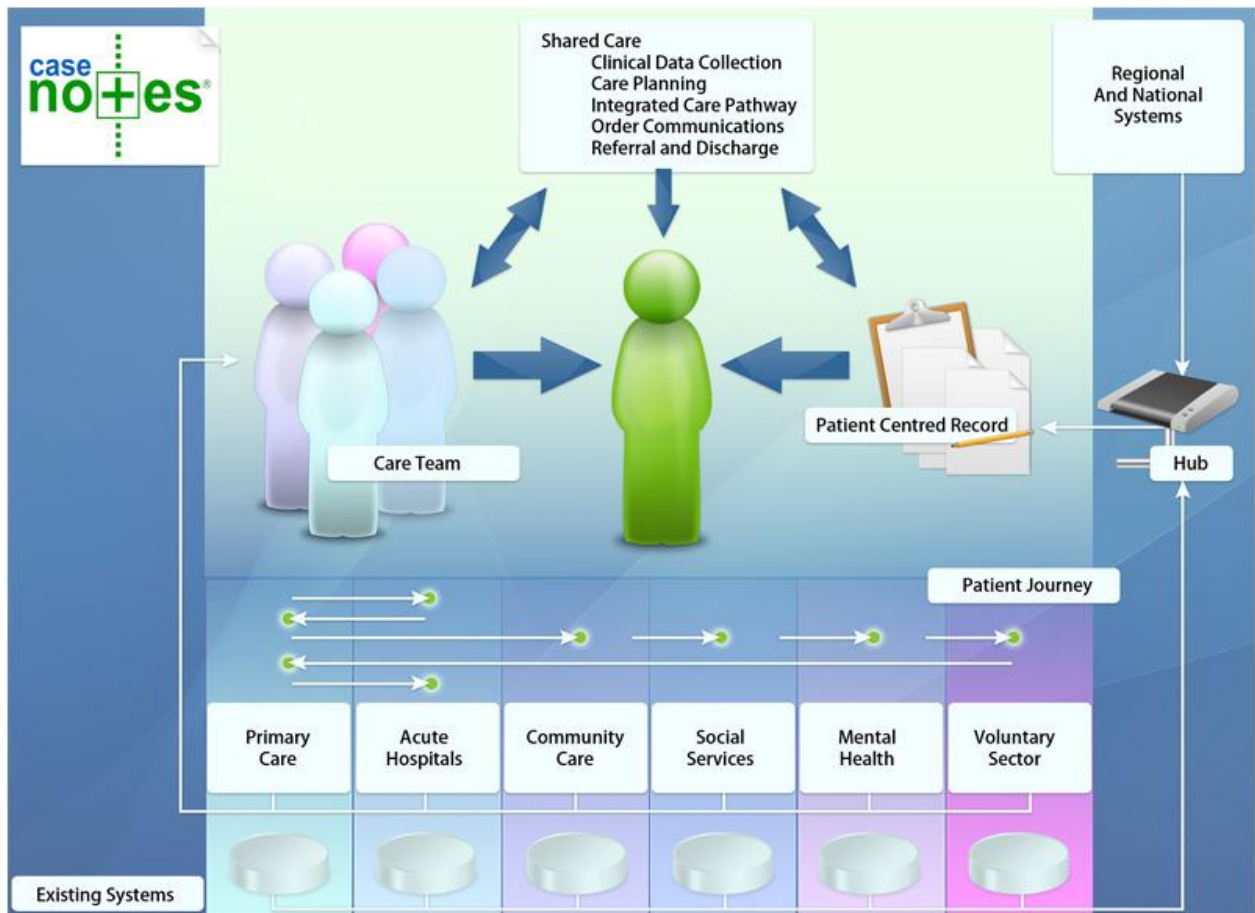 case
notes®
Shared Care
Clinical Data Collection
Care Planning
Integrated Care Pathway
Order Communications
Referral and Discharge
Regional
And National
Systems
Patient Centred Record
Care Team
Hub
Patient Journey
Primary
Care
Acute
Hospitals
Community
Care
Social
Services
Mental
Health
Voluntary
Sector
Existing Systems